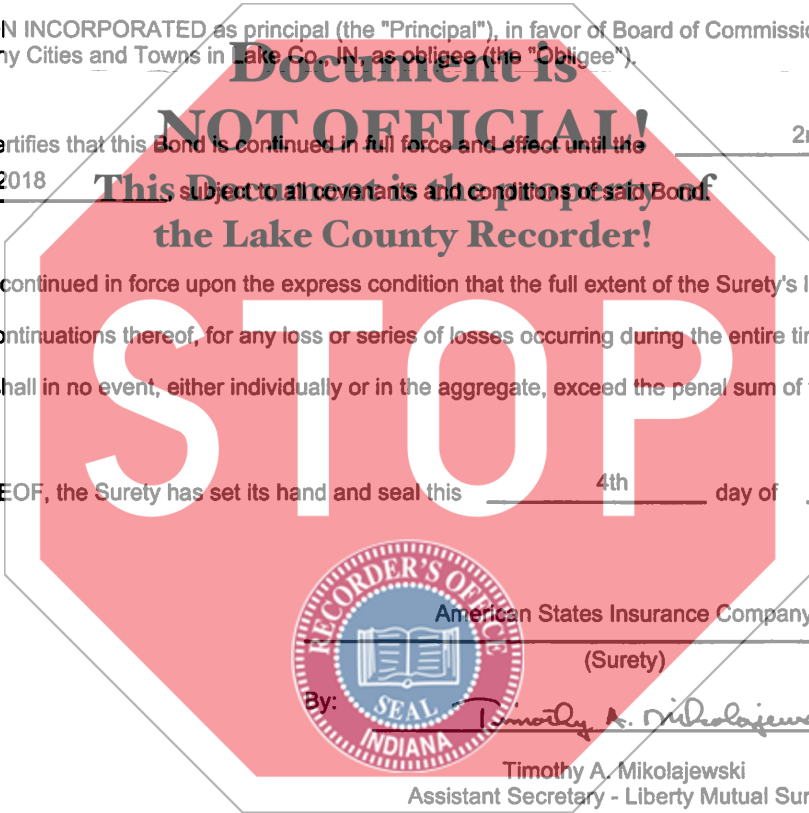 N INCORPORATED as principal (the "Principal"), in favor of Board of Commissio
ny Cities and Towns in Lake Co., IN, as obligee (the "Obligee").
Document is
NOT OFFICIAL!
ertifies that this Bond is continued in full force and effect until the 2n
2018, subject to all covenants and conditions of said Bond.
This Document is the property of
the Lake County Recorder!
continued in force upon the express condition that the full extent of the Surety's l
ontinuations thereof, for any loss or series of losses occurring during the entire tim
hall in no event, either individually or in the aggregate, exceed the penal sum of
STOP
EOF, the Surety has set its hand and seal this 4th day of
RECORDER'S OFFICE
SEAL
INDIANA
American States Insurance Company
(Surety)
By: Timothy A. Mikolajews
Timothy A. Mikolajewski
Assistant Secretary - Liberty Mutual Sur